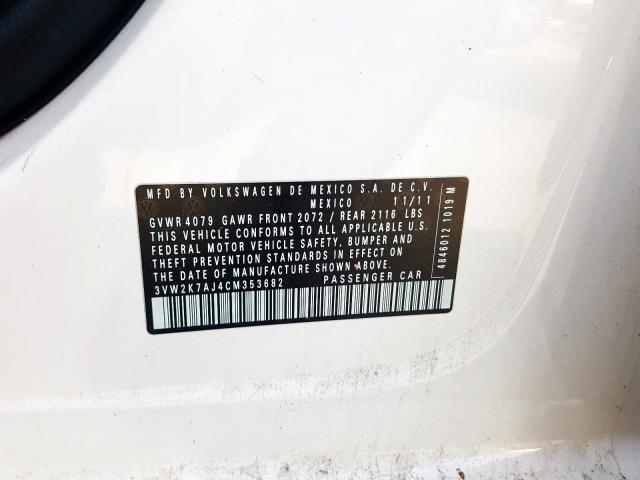 MFD BY VOLKSWAGEN DE MEXICO S.A. DE C.V.
MEXICO 11/11
GVWR 4079 GAWR FRONT 2072 / REAR 2116 LBS
THIS VEHICLE CONFORMS TO ALL APPLICABLE U.S.
FEDERAL MOTOR VEHICLE SAFETY, BUMPER AND
THEFT PREVENTION STANDARDS IN EFFECT ON
THE DATE OF MANUFACTURE SHOWN ABOVE.
3VW2K7AJ4CM353682 PASSENGER CAR
4846012 1019 M